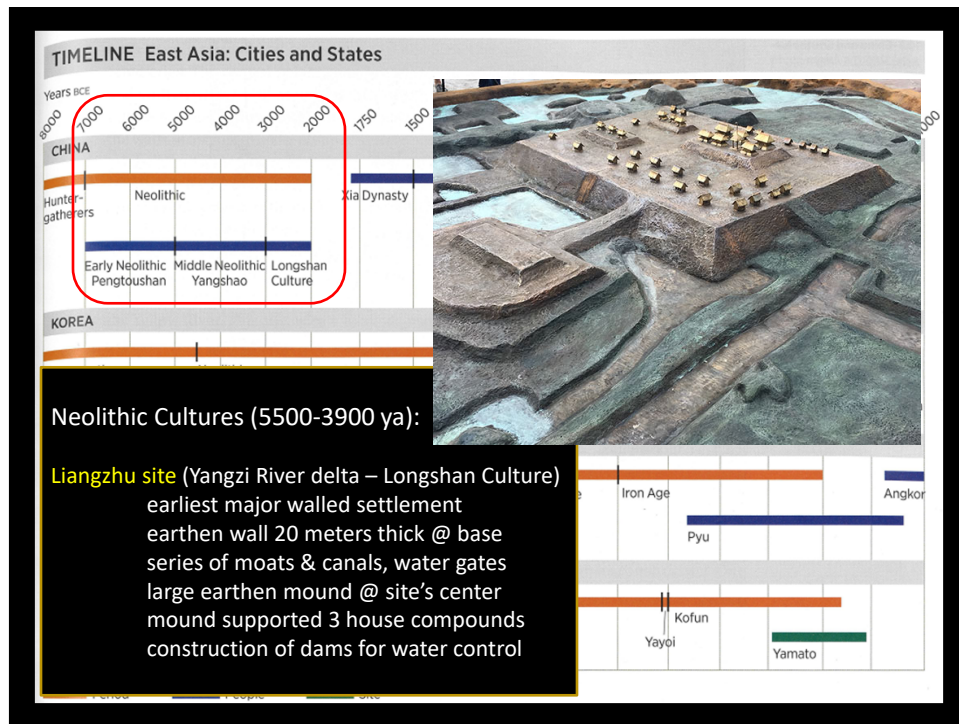 TIMELINE East Asia: Cities and States
Years BCE
8000 7000 6000 5000 4000 3000 2000 1750 1500
CHINA
Hunter-
gatherers
Neolithic
Xia Dynasty
Early Neolithic
Pengtoushan
Middle Neolithic
Yangshao
Longshan
Culture
KOREA
Neolithic Cultures (5500-3900 ya):
Liangzhu site (Yangzi River delta – Longshan Culture)
earliest major walled settlement
earthen wall 20 meters thick @ base
series of moats & canals, water gates
large earthen mound @ site's center
mound supported 3 house compounds
construction of dams for water control
Iron Age
Angkor
Pyu
Kofun
Yayoi
Yamato